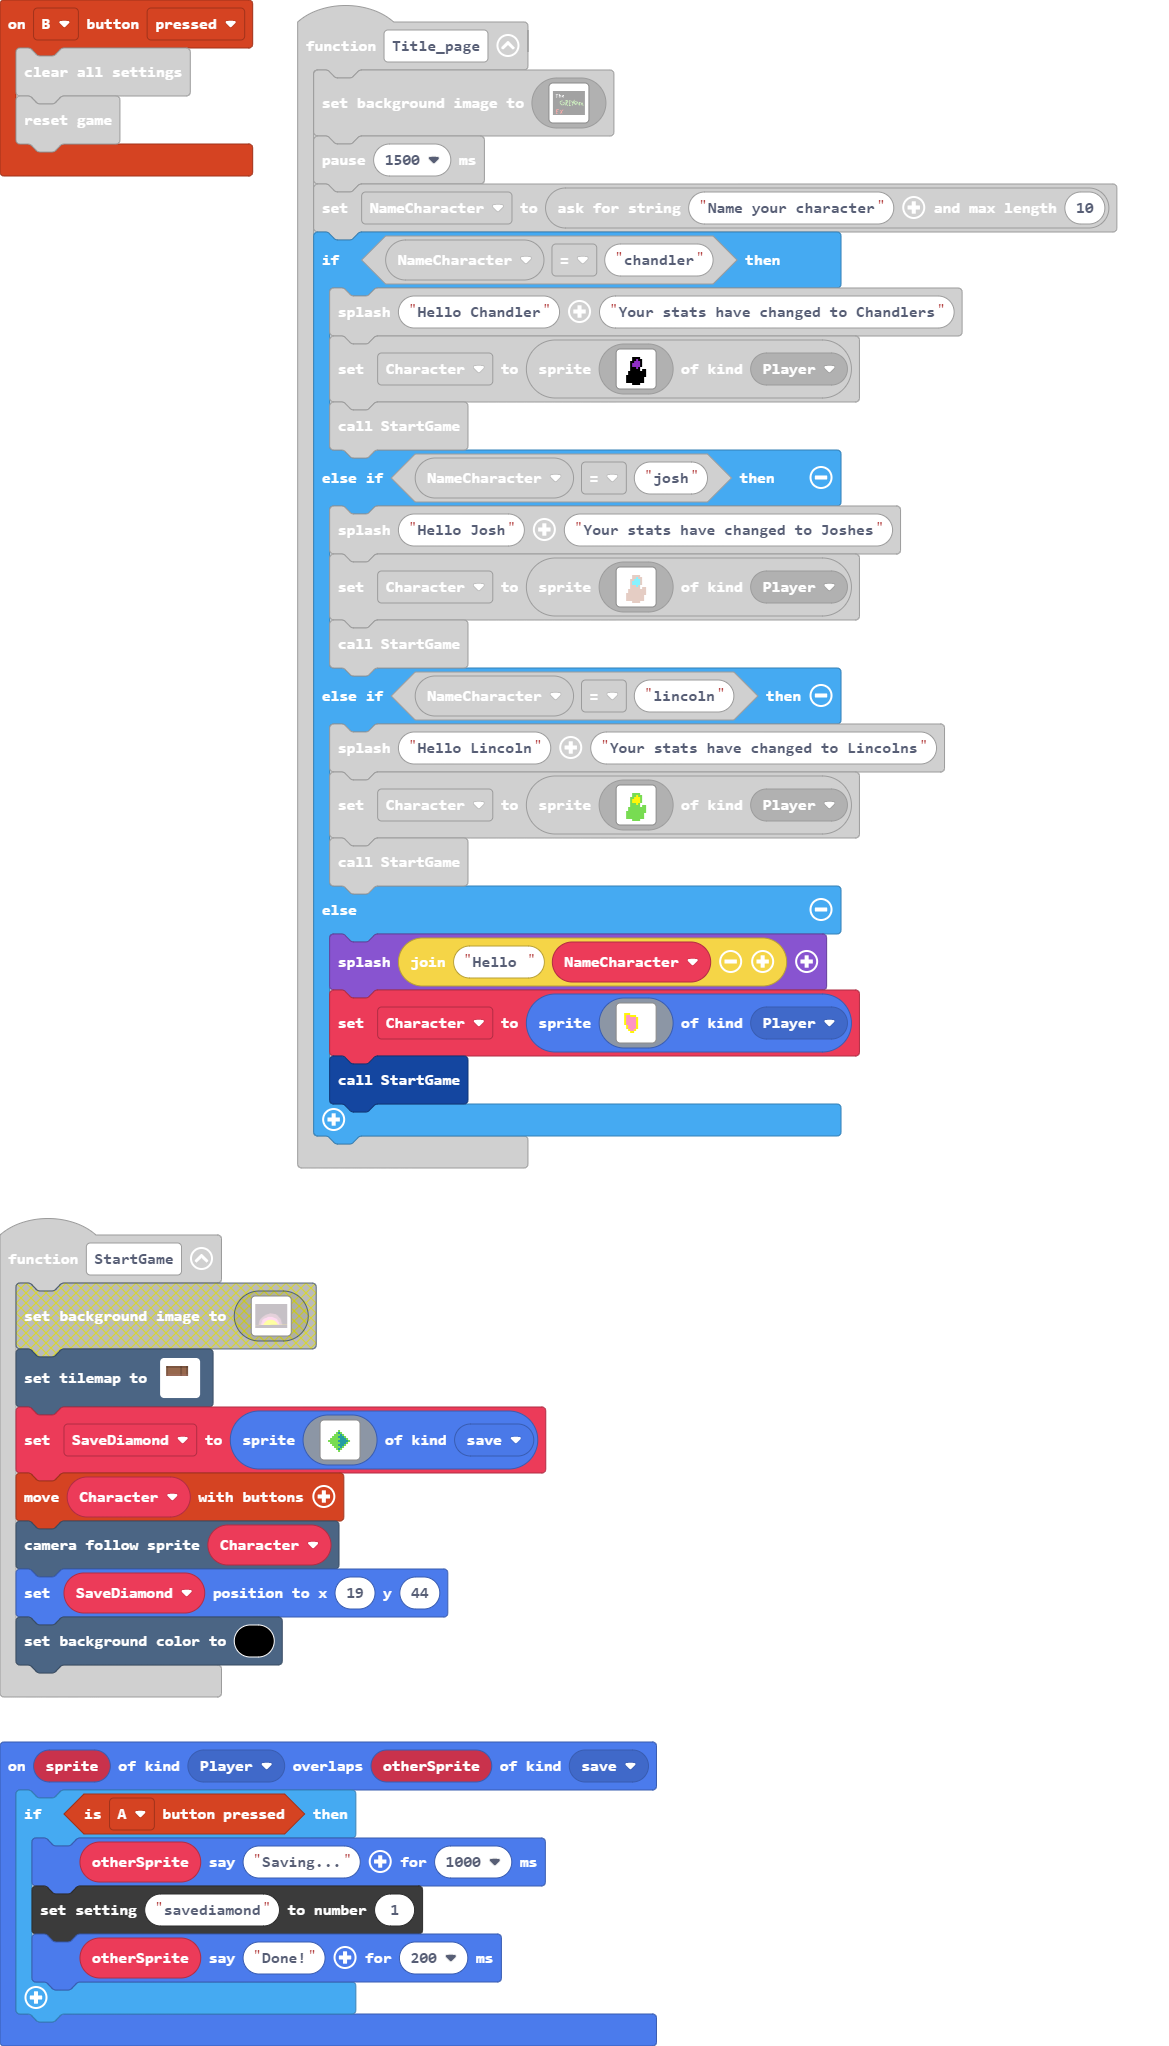 on B button pressed
clear all settings
reset game
function Title_page
set background image to
pause 1500 ms
set NameCharacter to ask for string "Name your character" and max length 10
if NameCharacter = "chandler" then
splash "Hello Chandler" "Your stats have changed to Chandlers"
set Character to sprite of kind Player
call StartGame
else if NameCharacter = "josh" then
splash "Hello Josh" "Your stats have changed to Joshes"
set Character to sprite of kind Player
call StartGame
else if NameCharacter = "lincoln" then
splash "Hello Lincoln" "Your stats have changed to Lincolns"
set Character to sprite of kind Player
call StartGame
else
splash join "Hello " NameCharacter
set Character to sprite of kind Player
call StartGame
function StartGame
set background image to
set tilemap to
set SaveDiamond to sprite of kind save
move Character with buttons
camera follow sprite Character
set SaveDiamond position to x 19 y 44
set background color to
on sprite of kind Player overlaps otherSprite of kind save
if is A button pressed then
otherSprite say "Saving..." for 1000 ms
set setting "savediamond" to number 1
otherSprite say "Done!" for 200 ms